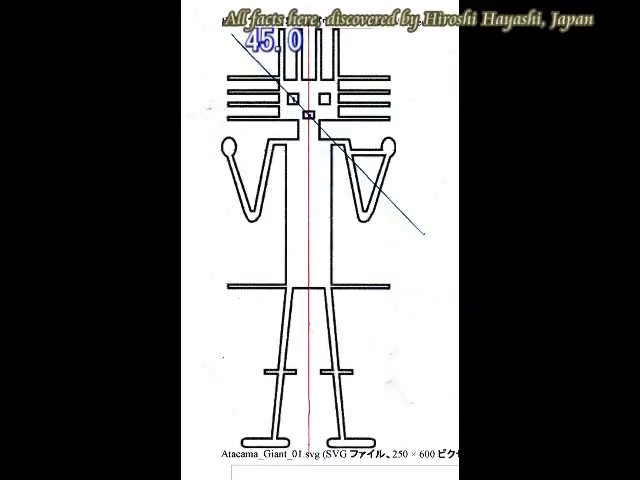 All facts here, discovered by Hiroshi Hayashi, Japan
45.0
Atacama_Giant_01.svg (SVG ファイル、250 × 600 ピクセ